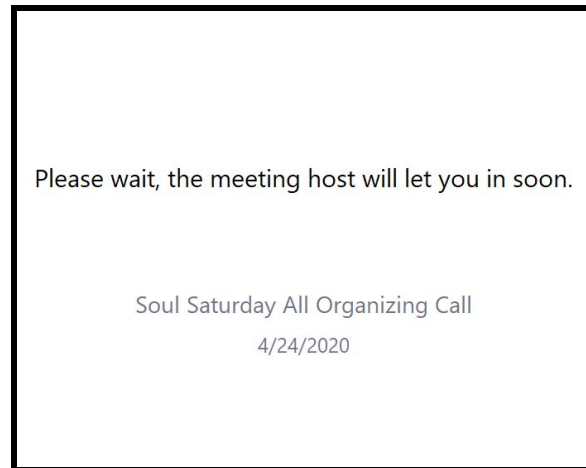 Please wait, the meeting host will let you in soon.
Soul Saturday All Organizing Call
4/24/2020